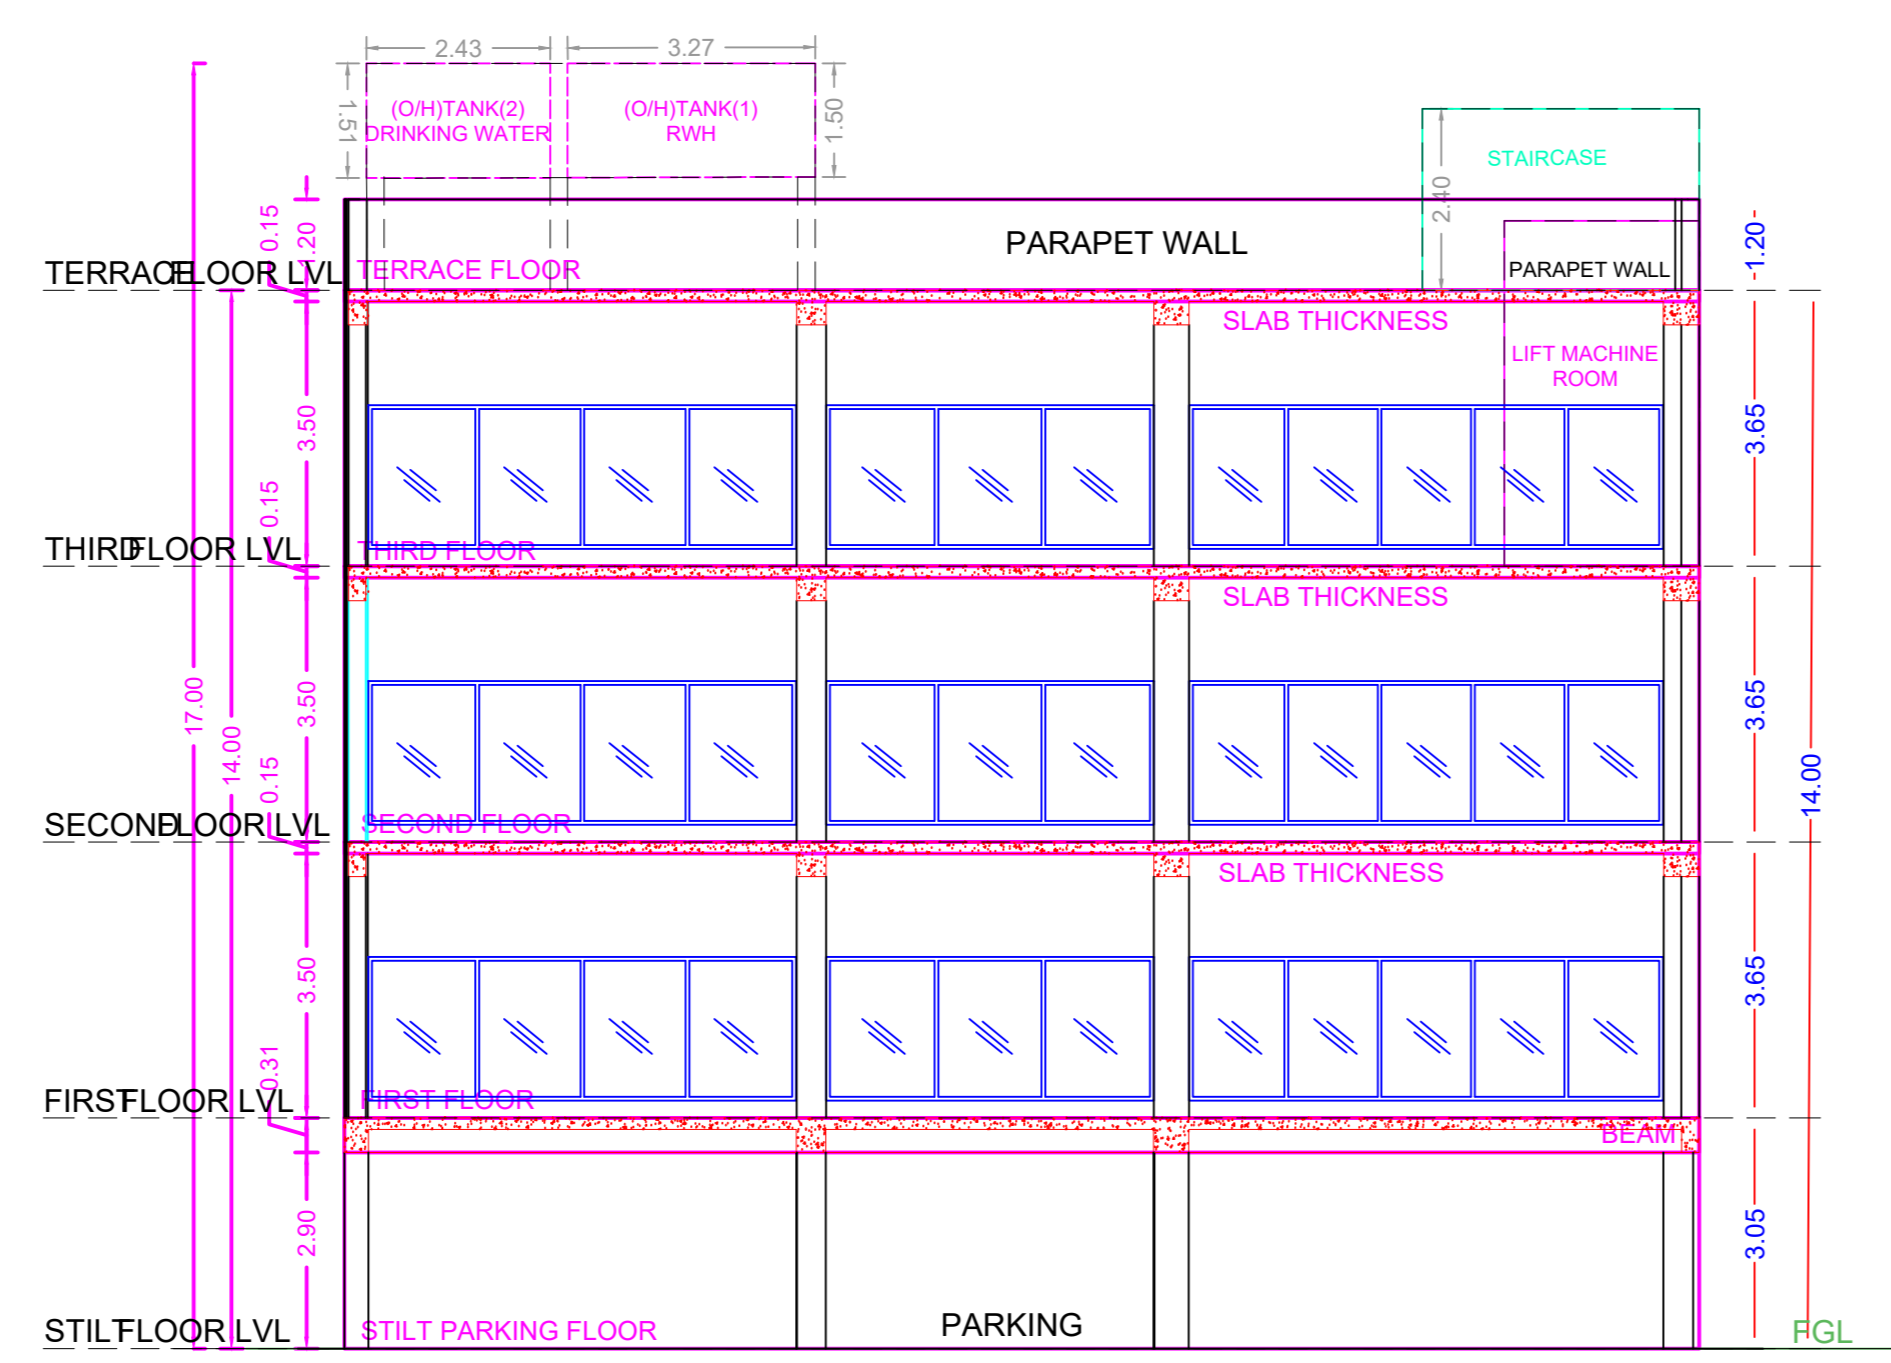 2.43
3.27
1.51
(O/H)TANK(2)
DRINKING WATER
(O/H)TANK(1)
RWH
1.50
STAIRCASE
2.40
0.15
1.20
PARAPET WALL
1.20
TERRACE FLOOR LVL
TERRACE FLOOR
PARAPET WALL
SLAB THICKNESS
LIFT MACHINE
ROOM
3.50
3.65
0.15
THIRD FLOOR LVL
THIRD FLOOR
SLAB THICKNESS
17.00
14.00
3.50
3.65
0.15
14.00
SECOND FLOOR LVL
SECOND FLOOR
SLAB THICKNESS
3.50
3.65
0.31
FIRST FLOOR LVL
FIRST FLOOR
BEAM
2.90
3.05
STILT FLOOR LVL
STILT PARKING FLOOR
PARKING
FGL